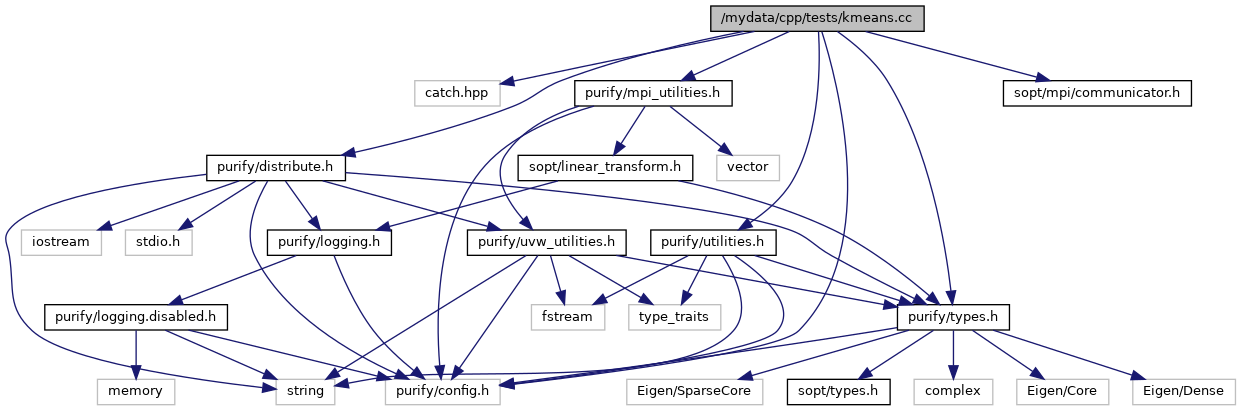 /mydata/cpp/tests/kmeans.cc
catch.hpp
purify/mpi_utilities.h
sopt/mpi/communicator.h
purify/distribute.h
sopt/linear_transform.h
vector
iostream
stdio.h
purify/logging.h
purify/uvw_utilities.h
purify/utilities.h
purify/logging.disabled.h
fstream
type_traits
purify/types.h
memory
string
purify/config.h
Eigen/SparseCore
sopt/types.h
complex
Eigen/Core
Eigen/Dense